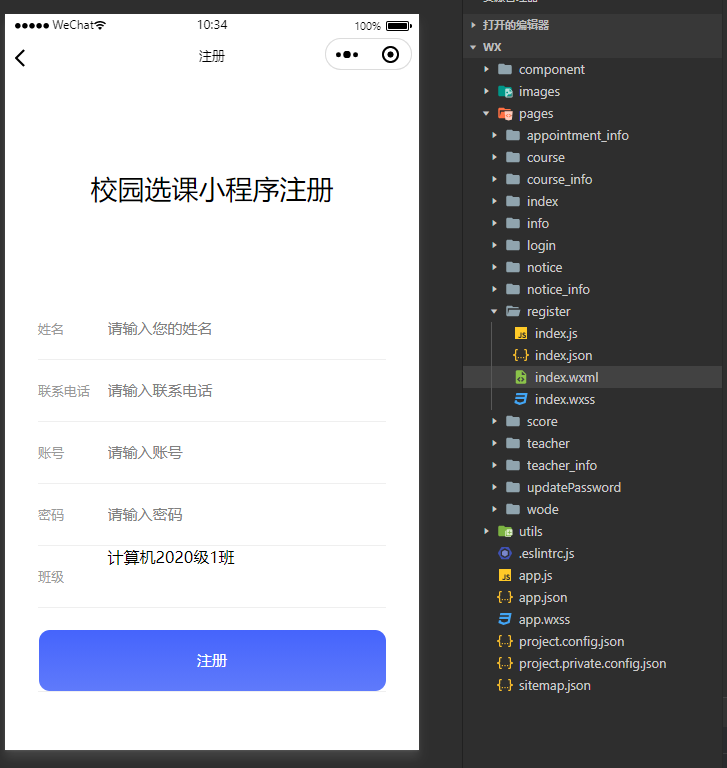 WeChat
10:34
100%
注册
校园选课小程序注册
姓名
请输入您的姓名
联系电话
请输入联系电话
账号
请输入账号
密码
请输入密码
班级
计算机2020级1班
注册
打开的编辑器
WX
component
images
pages
appointment_info
course
course_info
index
info
login
notice
notice_info
register
index.js
index.json
index.wxml
index.wxss
score
teacher
teacher_info
updatePassword
wode
utils
.eslintrc.js
app.js
app.json
app.wxss
project.config.json
project.private.config.json
sitemap.json